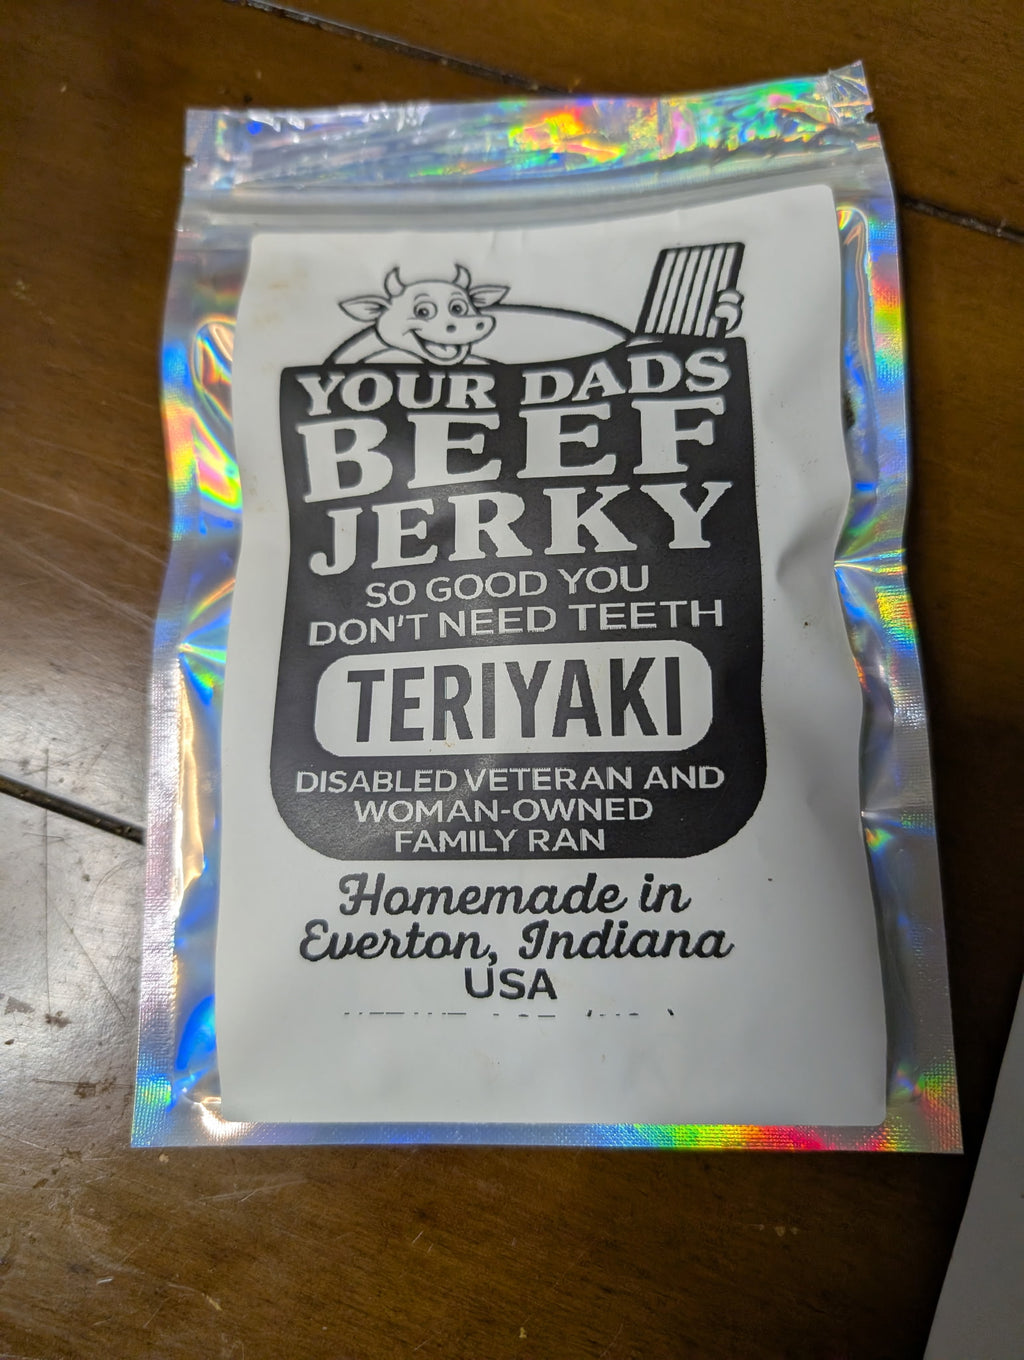 YOUR DADS
BEEF
JERKY
SO GOOD YOU
DON'T NEED TEETH
TERIYAKI
DISABLED VETERAN AND
WOMAN-OWNED
FAMILY RAN
Homemade in
Everton, Indiana
USA